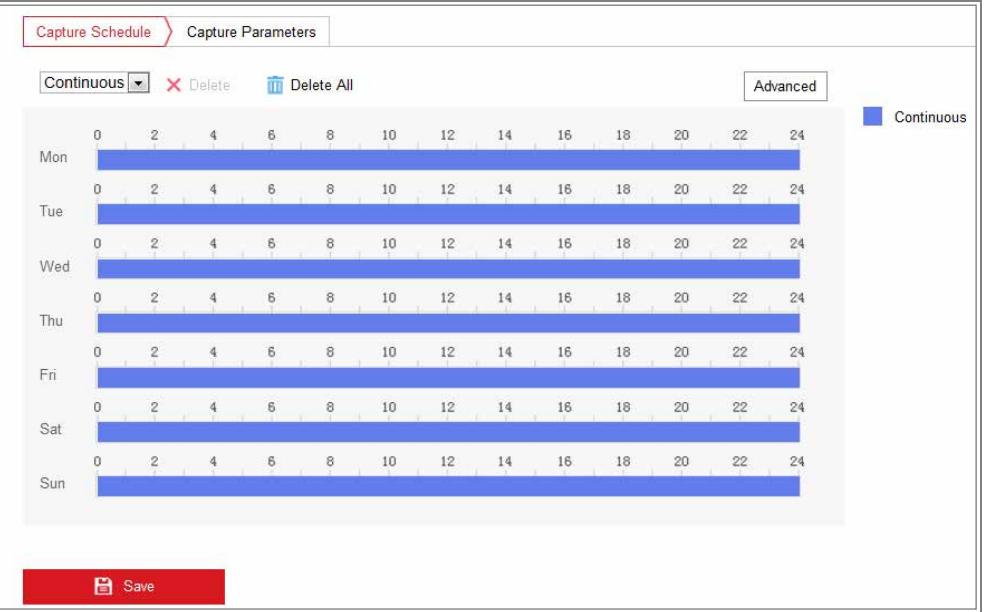 Capture Schedule Capture Parameters
Continuous Delete Delete All Advanced
Continuous
0 2 4 6 8 10 12 14 16 18 20 22 24
Mon
0 2 4 6 8 10 12 14 16 18 20 22 24
Tue
0 2 4 6 8 10 12 14 16 18 20 22 24
Wed
0 2 4 6 8 10 12 14 16 18 20 22 24
Thu
0 2 4 6 8 10 12 14 16 18 20 22 24
Fri
0 2 4 6 8 10 12 14 16 18 20 22 24
Sat
0 2 4 6 8 10 12 14 16 18 20 22 24
Sun
Save